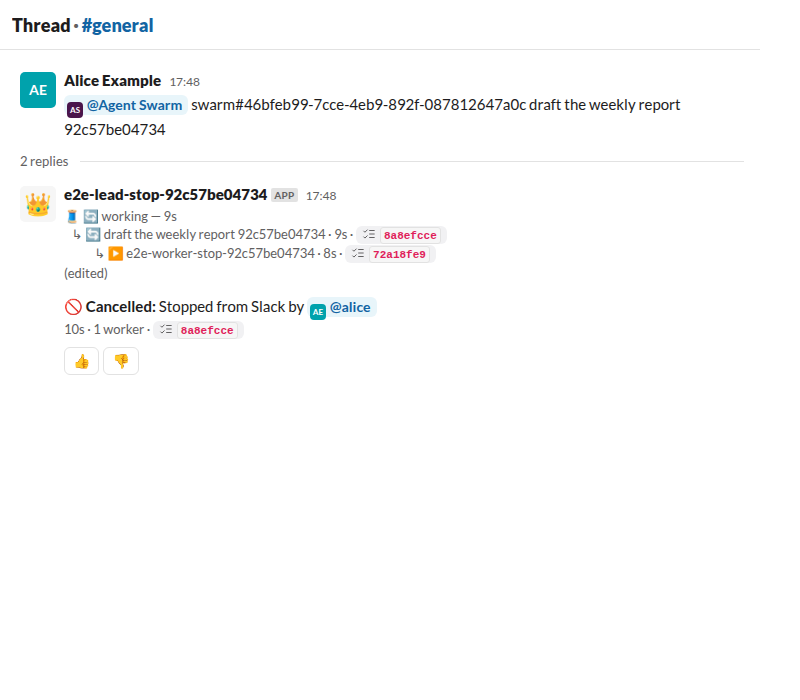 Thread · #general
AE Alice Example 17:48
AS @Agent Swarm swarm#46bfeb99-7cce-4eb9-892f-087812647a0c draft the weekly report
92c57be04734
2 replies
e2e-lead-stop-92c57be04734 APP 17:48
working — 9s
↳ draft the weekly report 92c57be04734 · 9s · 8a8efcce
↳ e2e-worker-stop-92c57be04734 · 8s · 72a18fe9
(edited)
Cancelled: Stopped from Slack by AE @alice
10s · 1 worker · 8a8efcce